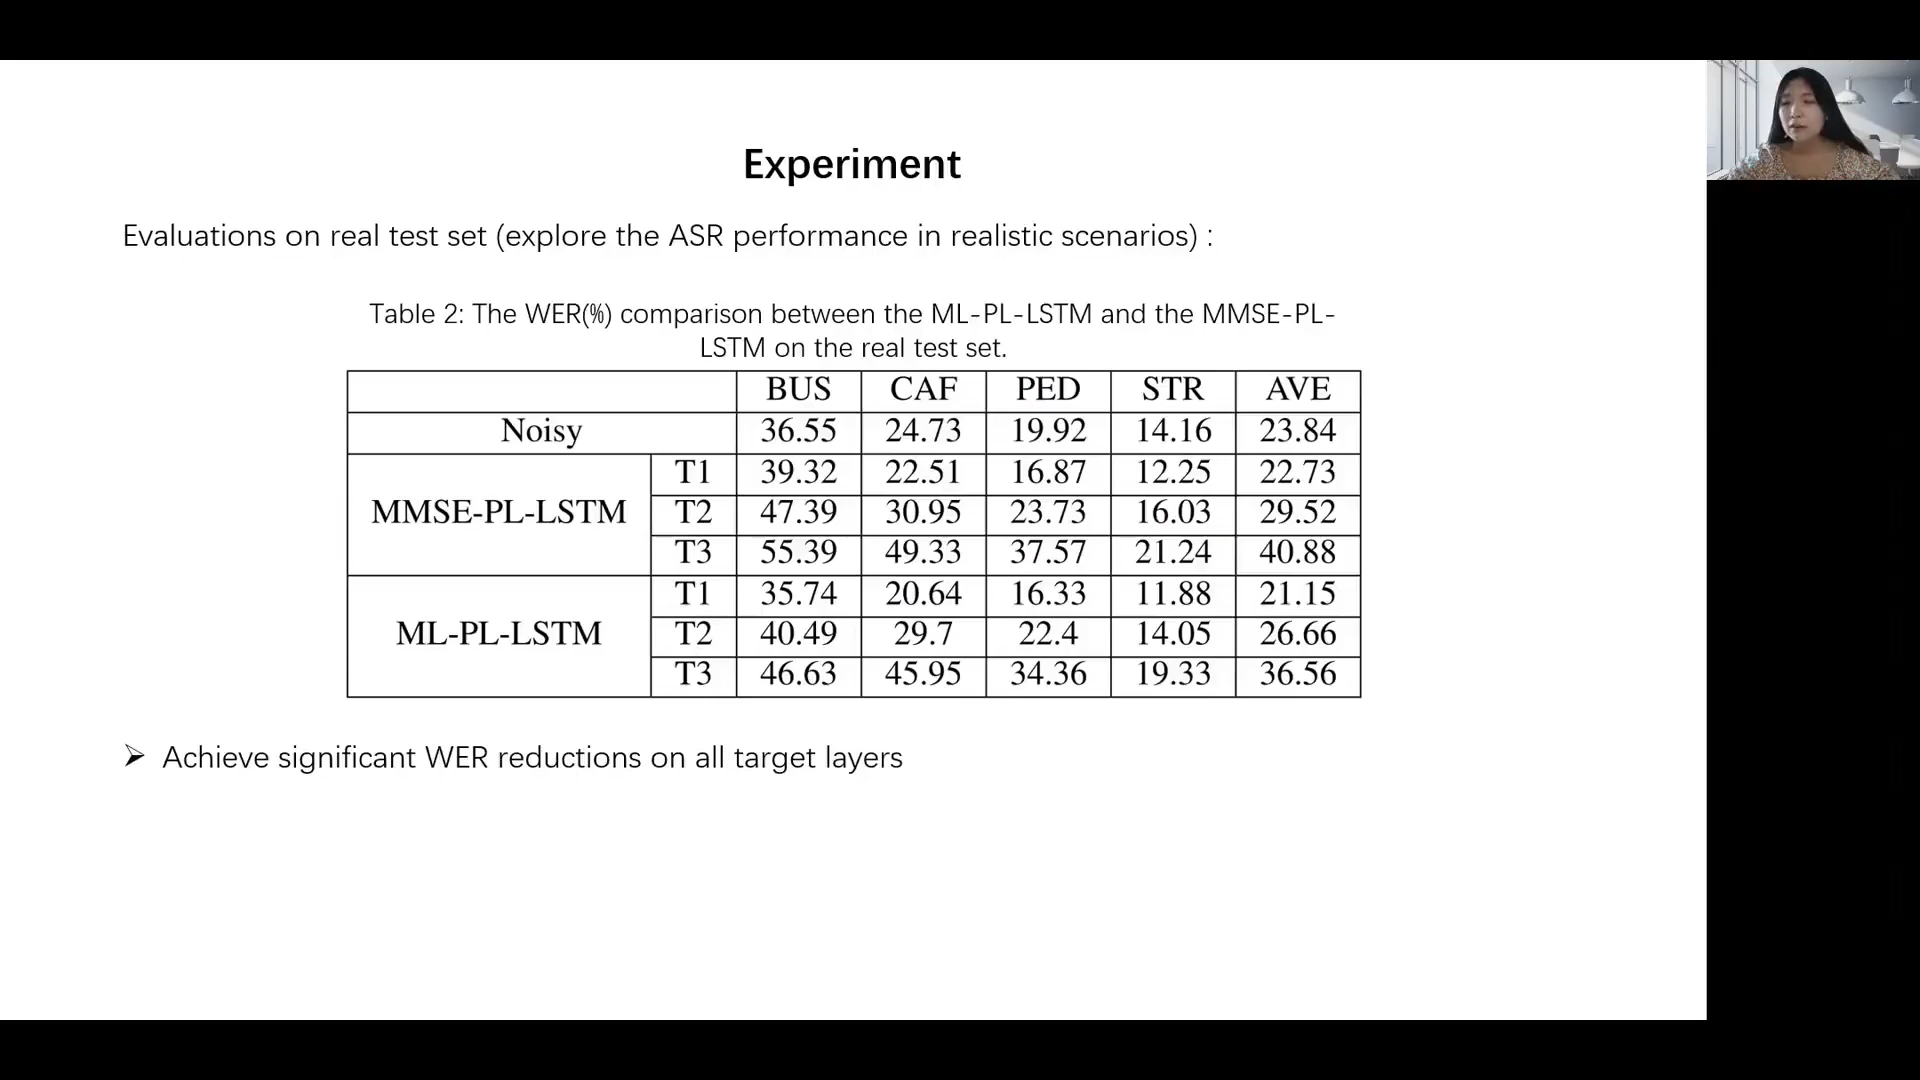 Experiment
Evaluations on real test set (explore the ASR performance in realistic scenarios) :
Table 2: The WER(%) comparison between the ML-PL-LSTM and the MMSE-PL-
LSTM on the real test set.
BUS CAF PED STR AVE
Noisy 36.55 24.73 19.92 14.16 23.84
MMSE-PL-LSTM T1 39.32 22.51 16.87 12.25 22.73
T2 47.39 30.95 23.73 16.03 29.52
T3 55.39 49.33 37.57 21.24 40.88
ML-PL-LSTM T1 35.74 20.64 16.33 11.88 21.15
T2 40.49 29.7 22.4 14.05 26.66
T3 46.63 45.95 34.36 19.33 36.56
➢ Achieve significant WER reductions on all target layers